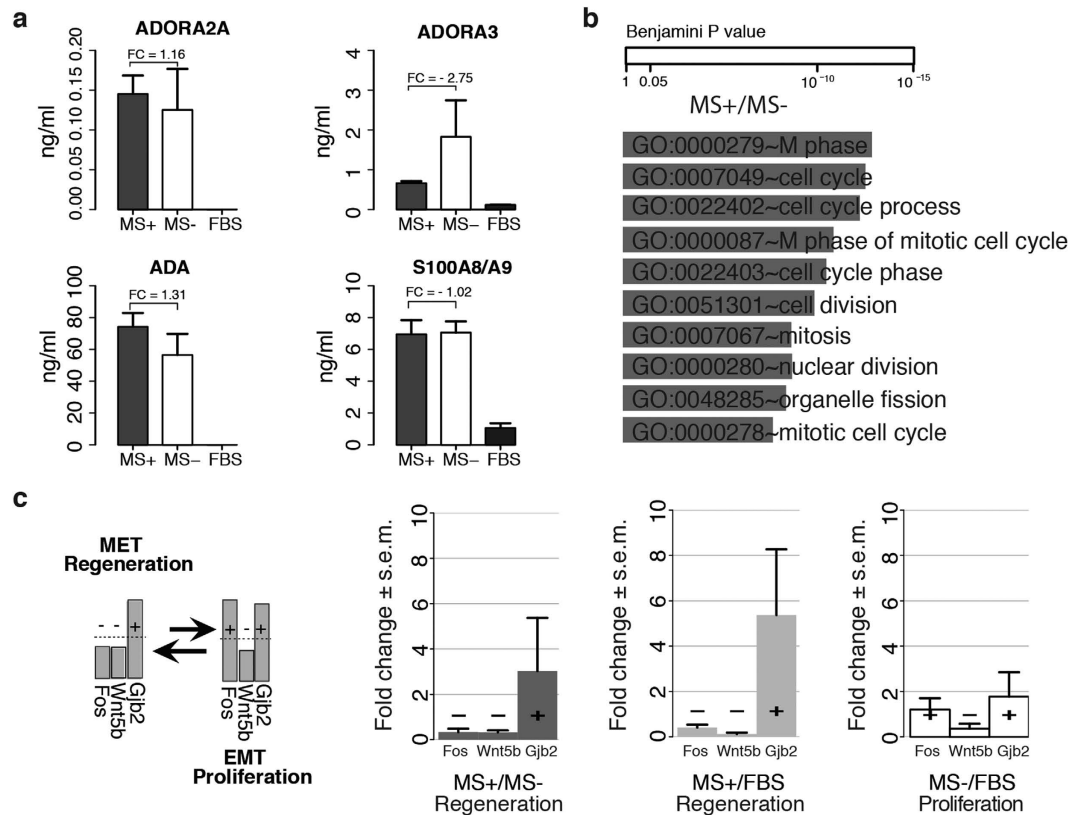 a
ADORA2A
FC = 1.16
ng/ml
0.20
0.15
0.10
0.05
0.00
MS+ MS- FBS
ADORA3
FC = - 2.75
ng/ml
4
3
2
1
0
MS+ MS– FBS
ADA
FC = 1.31
ng/ml
100
80
60
40
20
0
MS+ MS– FBS
S100A8/A9
FC = - 1.02
ng/ml
10
8
6
4
2
0
MS+ MS– FBS
b
Benjamini P value
1 0.05 10⁻¹⁰ 10⁻¹⁵
MS+/MS-
GO:0000279~M phase
GO:0007049~cell cycle
GO:0022402~cell cycle process
GO:0000087~M phase of mitotic cell cycle
GO:0022403~cell cycle phase
GO:0051301~cell division
GO:0007067~mitosis
GO:0000280~nuclear division
GO:0048285~organelle fission
GO:0000278~mitotic cell cycle
c
MET
Regeneration
- - +
+ - +
Fos
Wnt5b
Gjb2
Fos
Wnt5b
Gjb2
EMT
Proliferation
Fold change ± s.e.m.
10
8
6
4
2
0
– – +
Fos Wnt5b Gjb2
MS+/MS-
Regeneration
Fold change ± s.e.m.
10
8
6
4
2
0
– – +
Fos Wnt5b Gjb2
MS+/FBS
Regeneration
Fold change ± s.e.m.
10
8
6
4
2
0
+ – +
Fos Wnt5b Gjb2
MS-/FBS
Proliferation